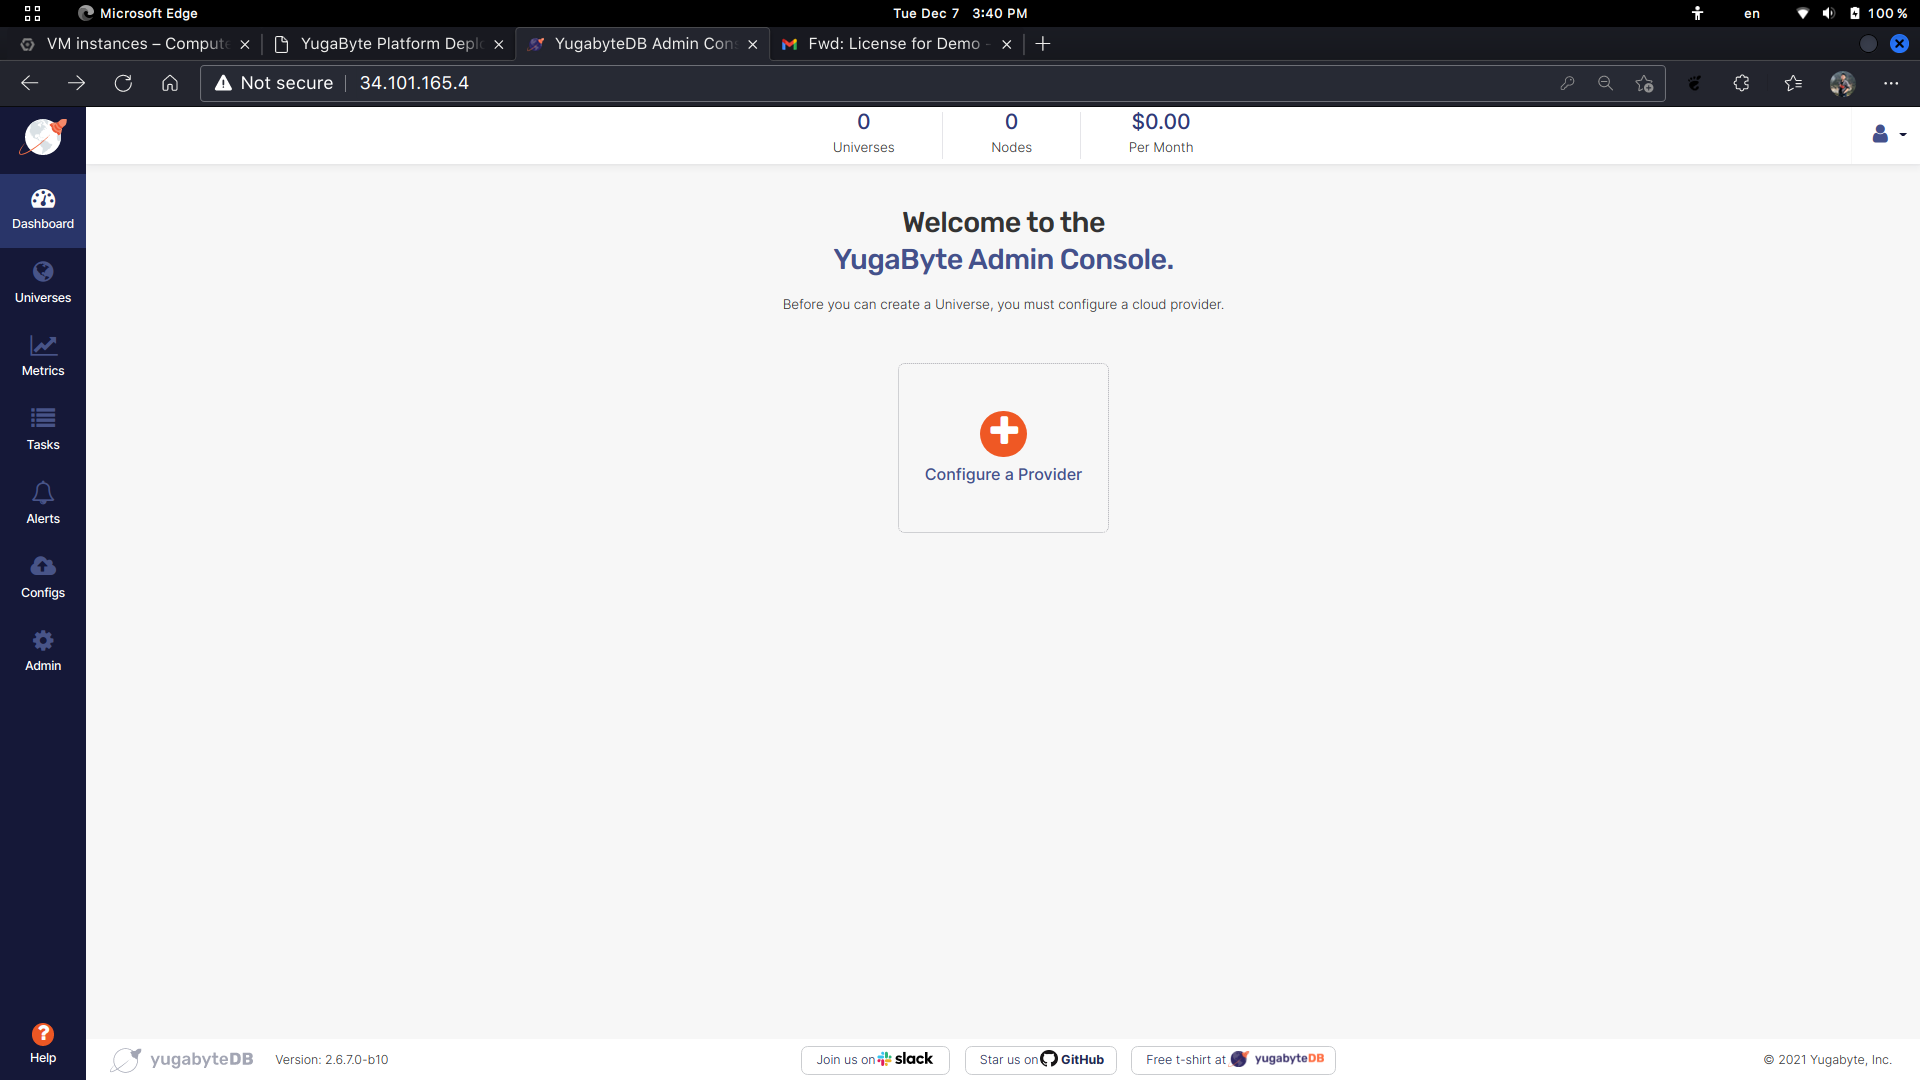 Microsoft Edge
Tue Dec 7 3:40 PM
en
100 %
VM instances – Compute
YugaByte Platform Deplo
YugabyteDB Admin Cons
Fwd: License for Demo -
Not secure
34.101.165.4
0
Universes
0
Nodes
$0.00
Per Month
Dashboard
Universes
Metrics
Tasks
Alerts
Configs
Admin
Help
Welcome to the
YugaByte Admin Console.
Before you can create a Universe, you must configure a cloud provider.
Configure a Provider
yugabyteDB
Version: 2.6.7.0-b10
Join us on slack
Star us on GitHub
Free t-shirt at yugabyteDB
© 2021 Yugabyte, Inc.